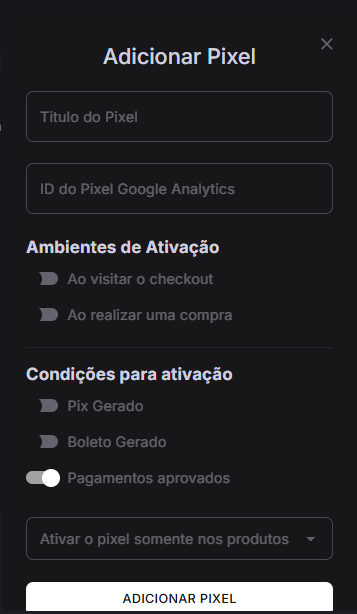 Adicionar Pixel
Titulo do Pixel
ID do Pixel Google Analytics
Ambientes de Ativação
Ao visitar o checkout
Ao realizar uma compra
Condições para ativação
Pix Gerado
Boleto Gerado
Pagamentos aprovados
Ativar o pixel somente nos produtos
ADICIONAR PIXEL